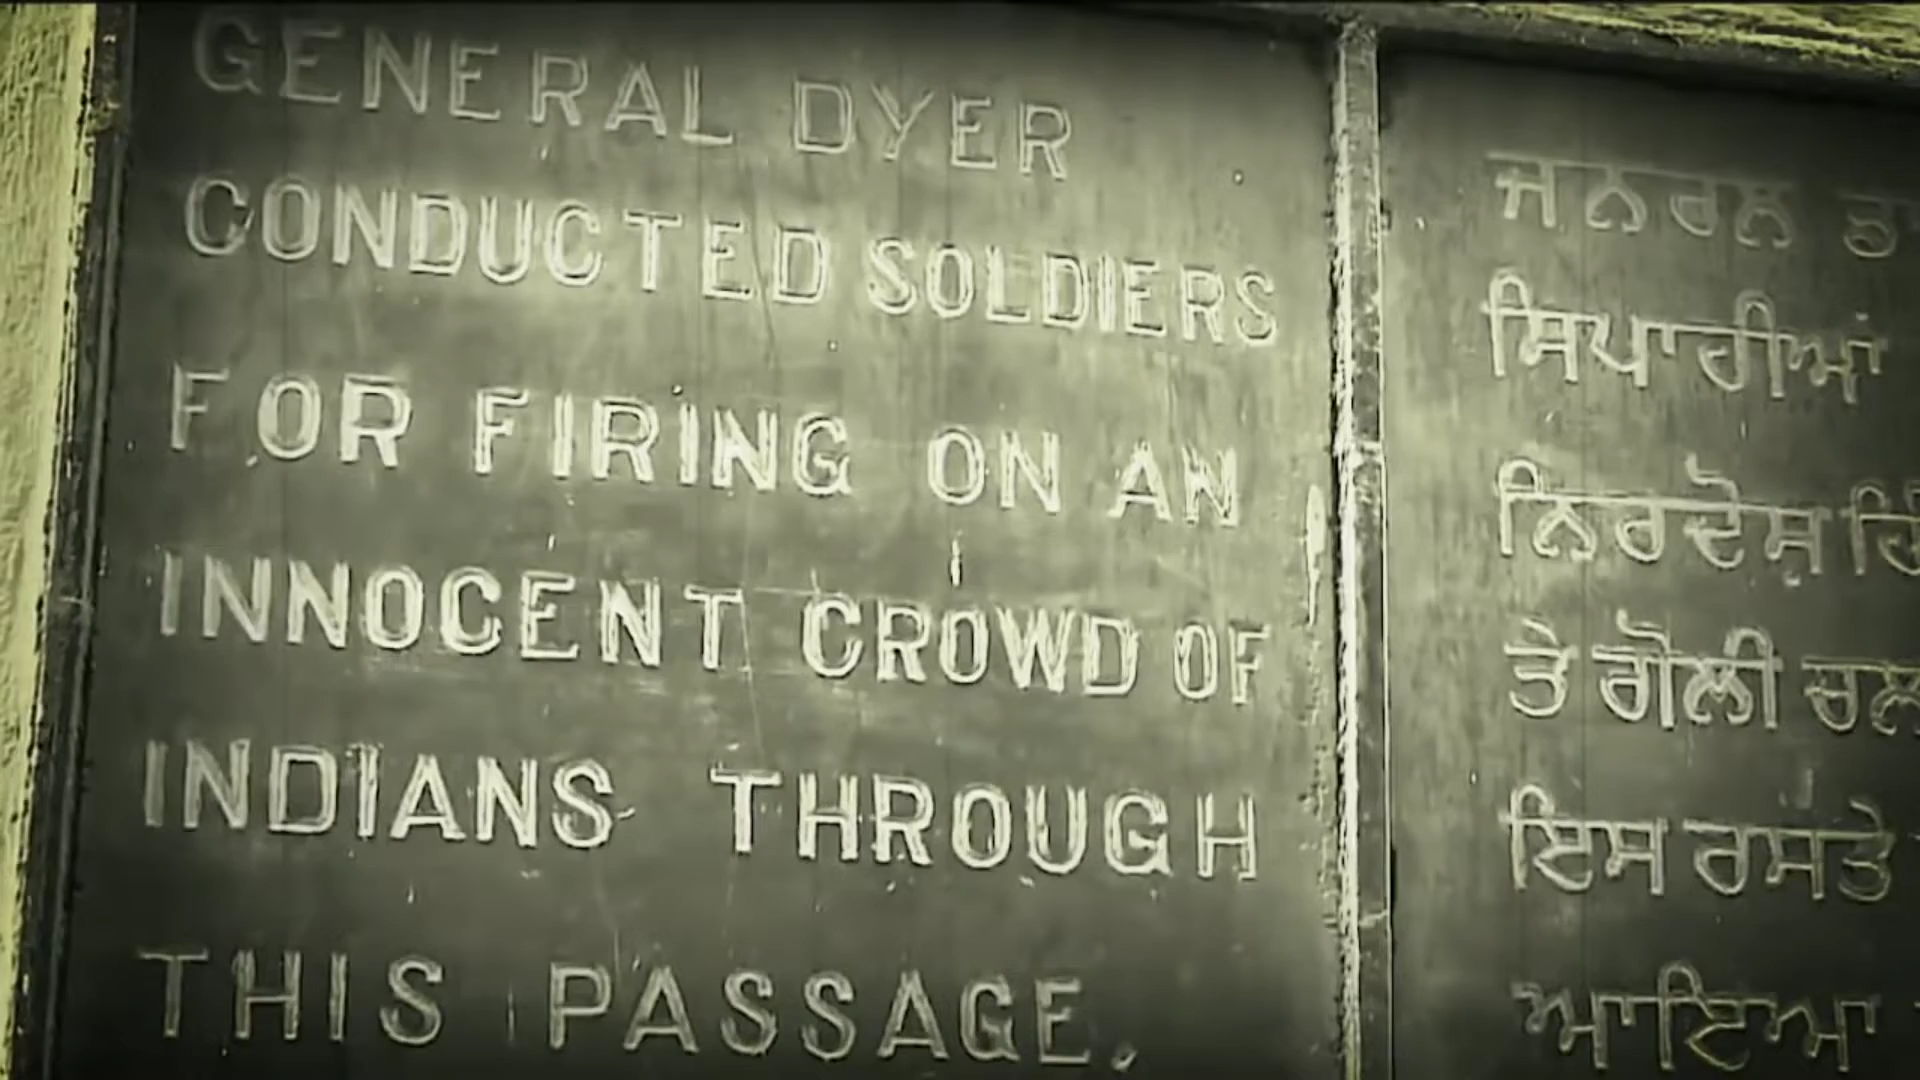 GENERAL DYER
CONDUCTED SOLDIERS
FOR FIRING ON AN
INNOCENT CROWD OF
INDIANS THROUGH
THIS PASSAGE.
ਜਨਰਲ
ਸਿਪਾਹੀਆਂ
ਨਿਰਦੋਸ਼
ਤੇ ਗੋਲੀ
ਇਸ ਰਸਤੇ
ਆਇਆ